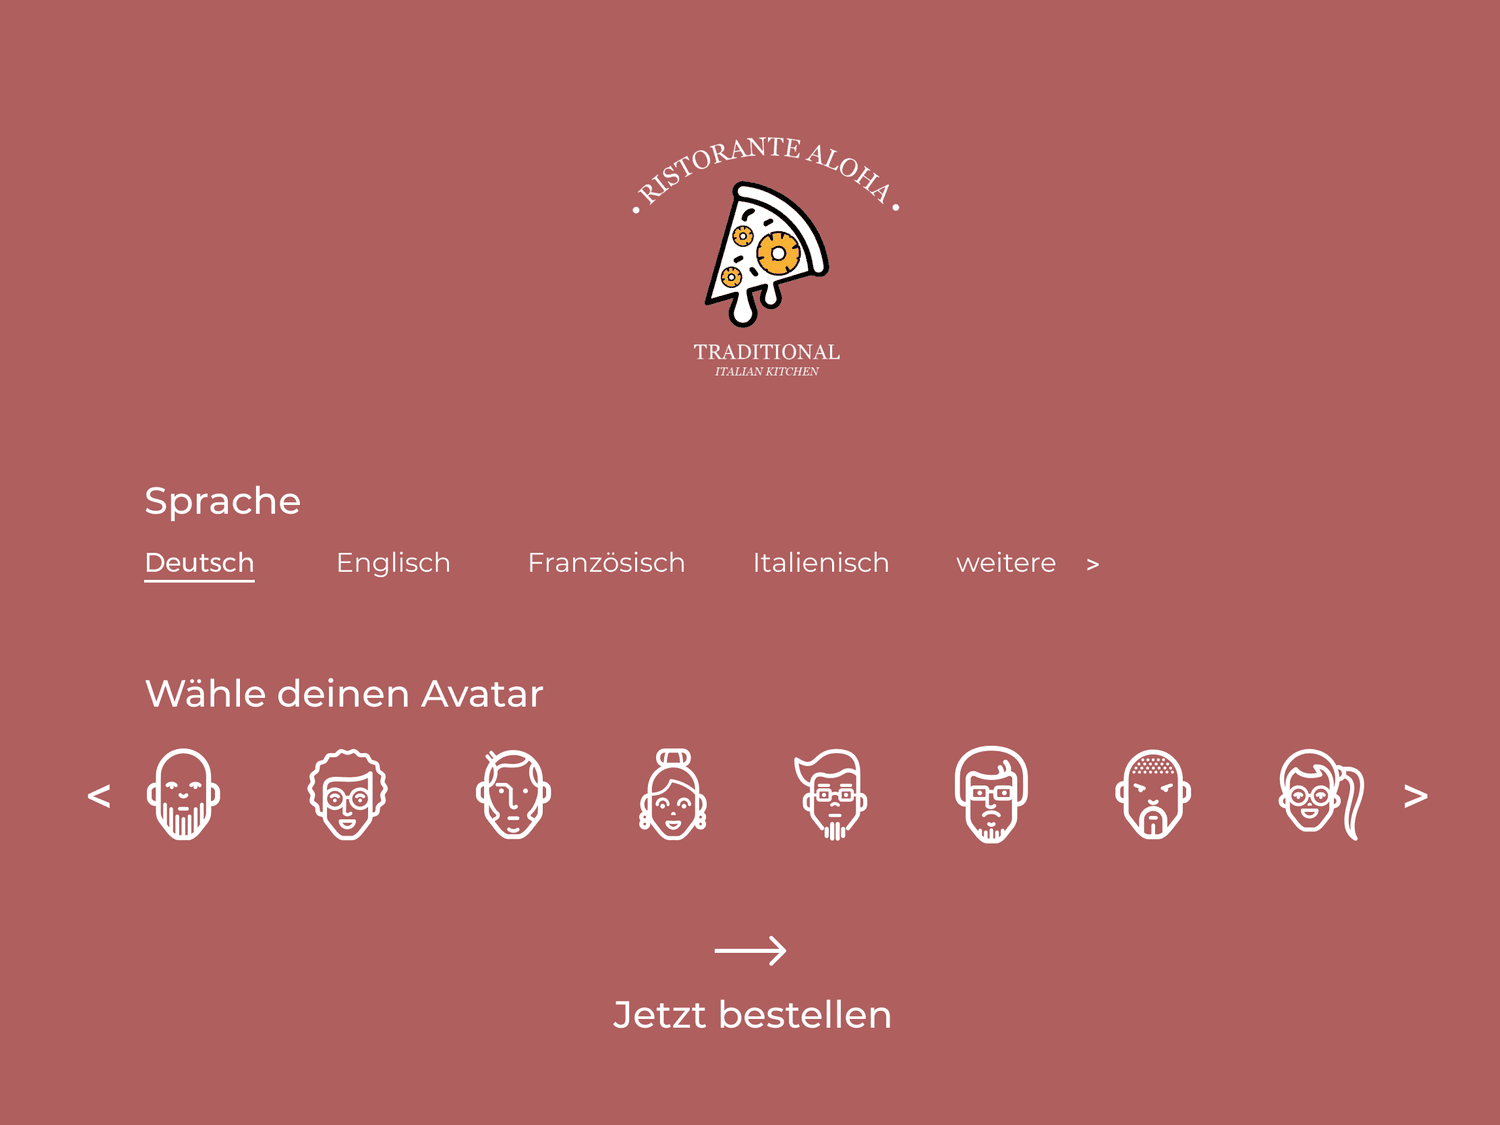 • RISTORANTE ALOHA •
TRADITIONAL
ITALIAN KITCHEN
Sprache
Deutsch Englisch Französisch Italienisch weitere >
Wähle deinen Avatar
< >
Jetzt bestellen